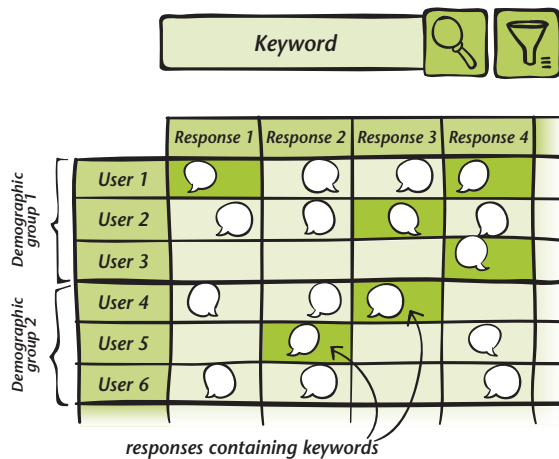 Keyword
Response 1 Response 2 Response 3 Response 4
Demographic
group 1
User 1
User 2
User 3
Demographic
group 2
User 4
User 5
User 6
responses containing keywords